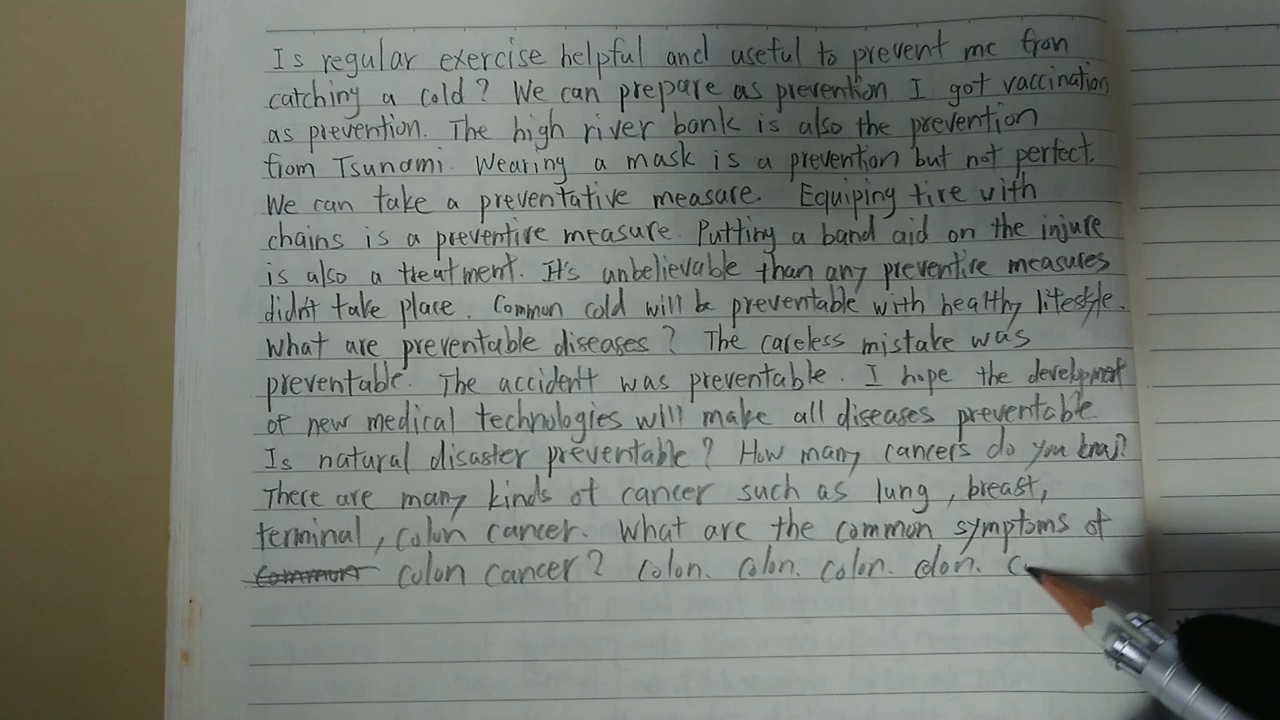 Is regular exercise helpful and useful to prevent me from
catching a cold? We can prepare as prevention. I got vaccination
as prevention. The high river bank is also the prevention
from Tsunami. Wearing a mask is a prevention but not perfect.
We can take a preventative measure. Equiping tire with
chains is a preventive measure. Putting a band aid on the injure
is also a treatment. It's unbelievable than any preventive measures
didn't take place. Common cold will be preventable with healthy lifestyle.
What are preventable diseases? The careless mistake was
preventable. The accident was preventable. I hope the development
of new medical technologies will make all diseases preventable.
Is natural disaster preventable? How many cancers do you know?
There are many kinds of cancer such as lung, breast,
terminal, colon cancer. What are the common symptoms of
common colon cancer? Colon. Colon. Colon. Colon. C